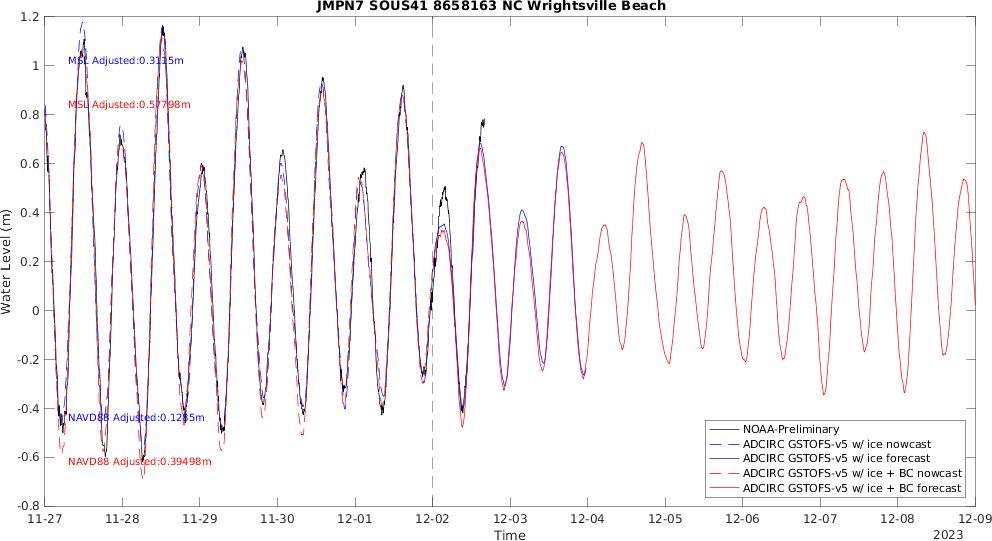 JMPN7 SOUS41 8658163 NC Wrightsville Beach
1.2
1
0.8
0.6
0.4
0.2
0
-0.2
-0.4
-0.6
-0.8
Water Level (m)
MSL Adjusted:0.3115m
MSL Adjusted:0.57798m
NAVD88 Adjusted:0.1285m
NAVD88 Adjusted:0.39498m
NOAA-Preliminary
ADCIRC GSTOFS-v5 w/ ice nowcast
ADCIRC GSTOFS-v5 w/ ice forecast
ADCIRC GSTOFS-v5 w/ ice + BC nowcast
ADCIRC GSTOFS-v5 w/ ice + BC forecast
11-27 11-28 11-29 11-30 12-01 12-02 12-03 12-04 12-05 12-06 12-07 12-08 12-09
Time
2023